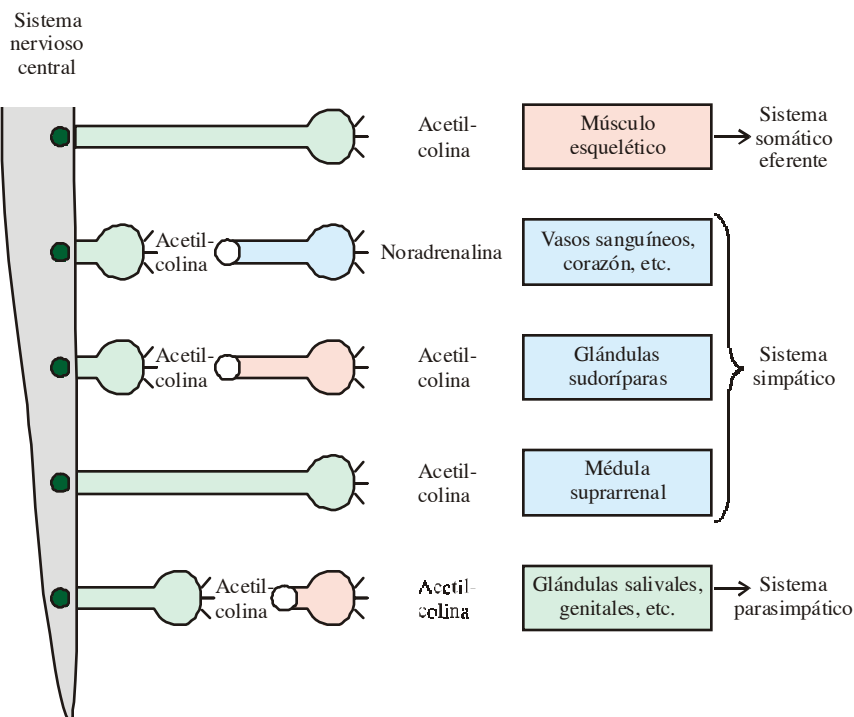 Sistema
nervioso
central
Acetil-
colina
Músculo
esquelético
Sistema
somático
eferente
Acetil-
colina
Noradrenalina
Vasos sanguíneos,
corazón, etc.
Acetil-
colina
Acetil-
colina
Glándulas
sudoríparas
Sistema
simpático
Acetil-
colina
Médula
suprarrenal
Acetil-
colina
Acetil-
colina
Glándulas salivales,
genitales, etc.
Sistema
parasimpático